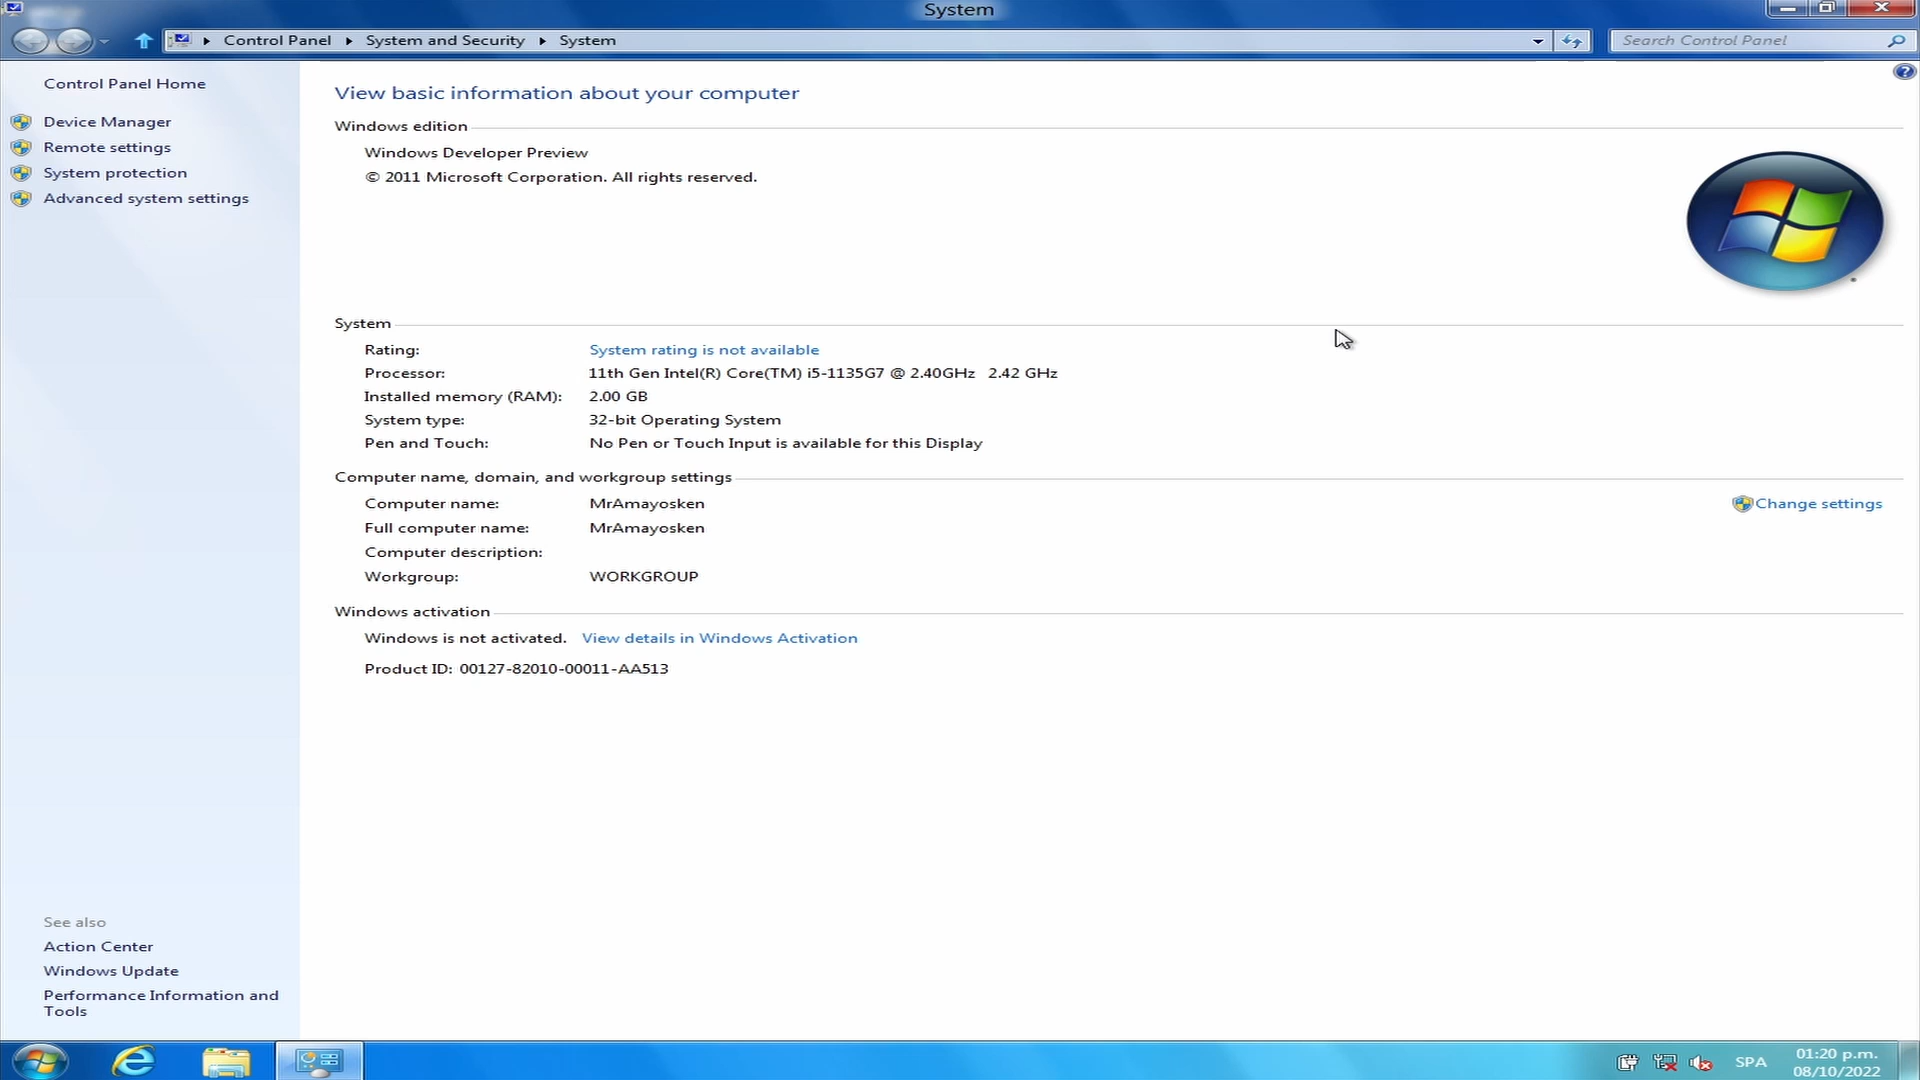 System
Control Panel System and Security System
Search Control Panel
Control Panel Home
Device Manager
Remote settings
System protection
Advanced system settings
View basic information about your computer
Windows edition
Windows Developer Preview
© 2011 Microsoft Corporation. All rights reserved.
System
Rating: System rating is not available
Processor: 11th Gen Intel(R) Core(TM) i5-1135G7 @ 2.40GHz 2.42 GHz
Installed memory (RAM): 2.00 GB
System type: 32-bit Operating System
Pen and Touch: No Pen or Touch Input is available for this Display
Computer name, domain, and workgroup settings
Computer name: MrAmayosken
Change settings
Full computer name: MrAmayosken
Computer description:
Workgroup: WORKGROUP
Windows activation
Windows is not activated. View details in Windows Activation
Product ID: 00127-82010-00011-AA513
See also
Action Center
Windows Update
Performance Information and
Tools
SPA
01:20 p.m.
08/10/2022